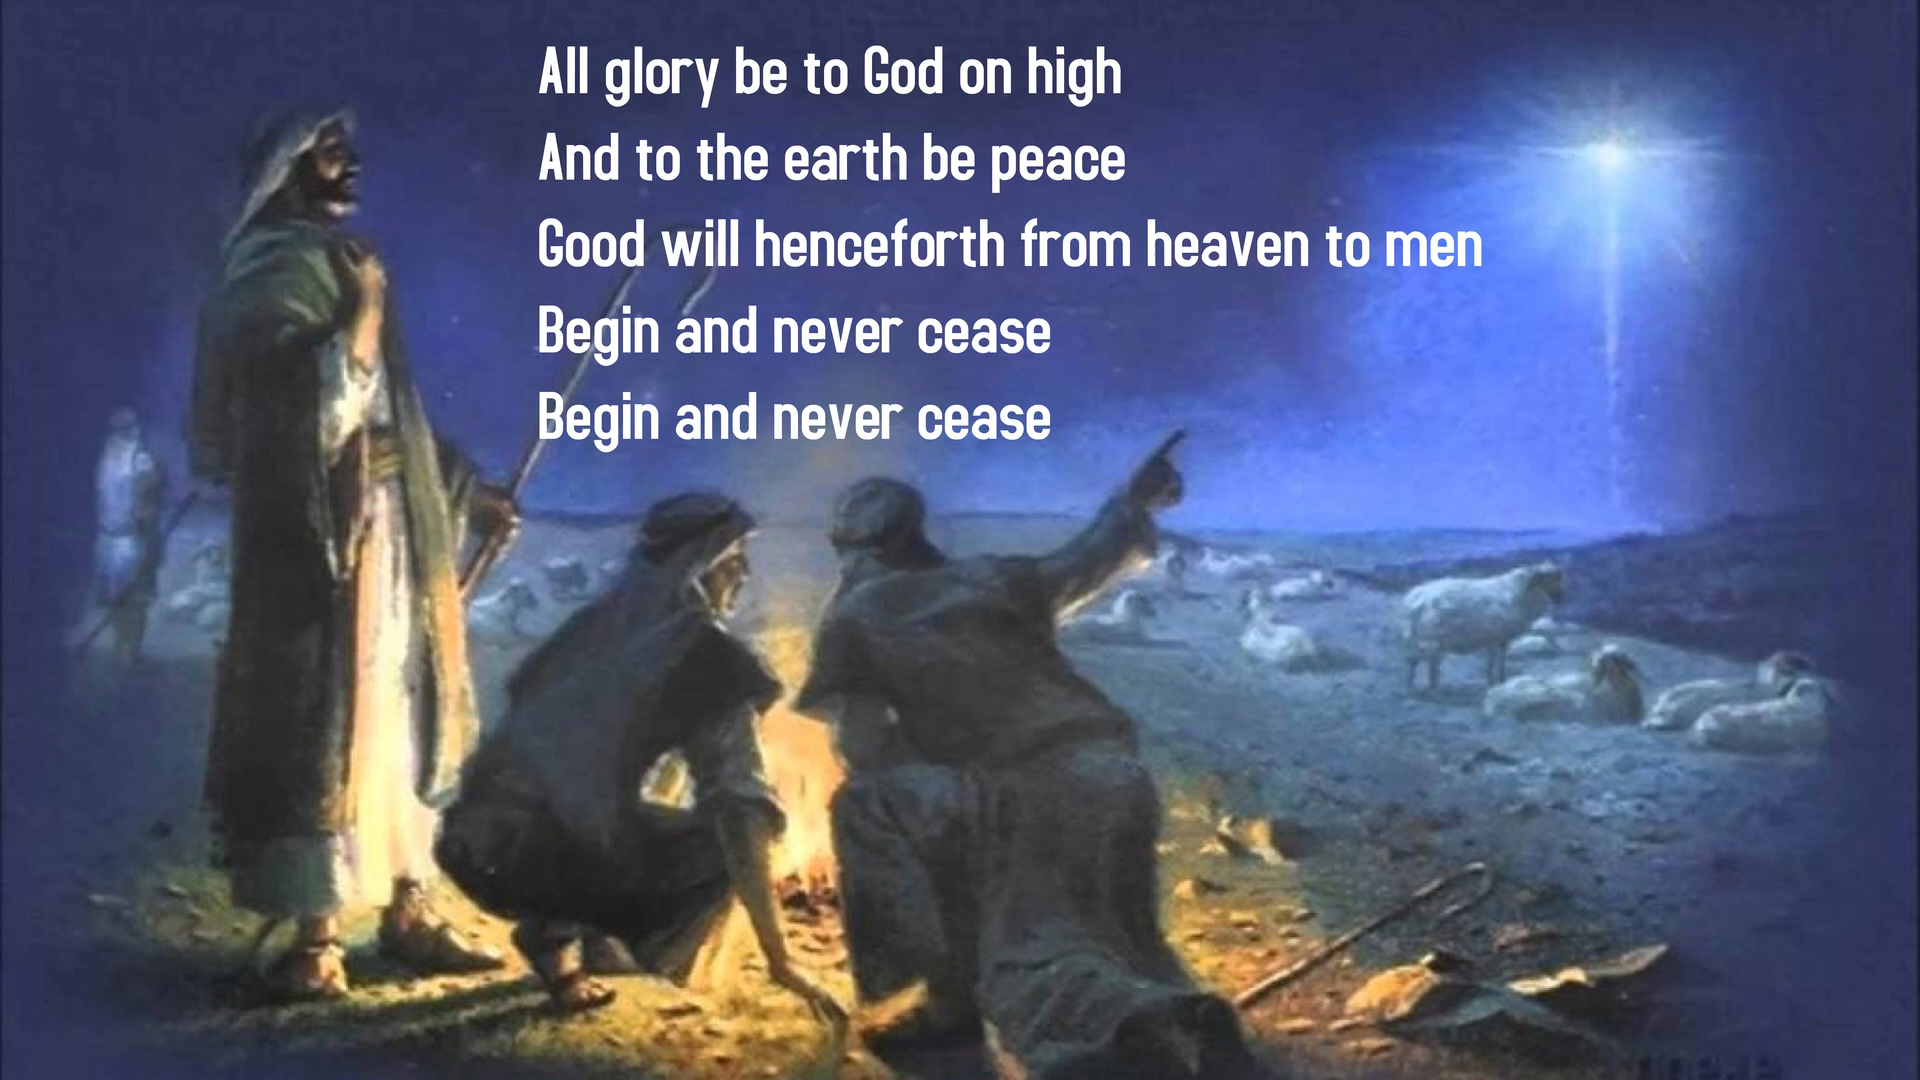 All glory be to God on high
And to the earth be peace
Good will henceforth from heaven to men
Begin and never cease
Begin and never cease